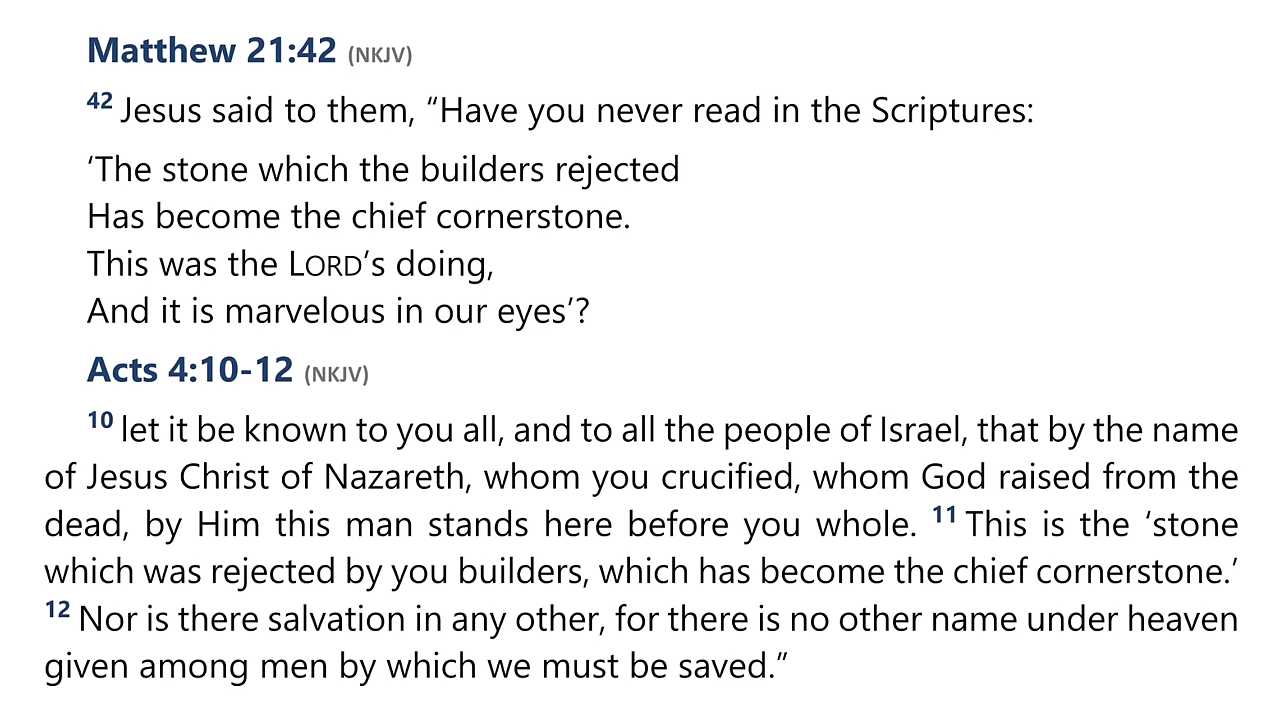 Matthew 21:42 (NKJV)
42 Jesus said to them, “Have you never read in the Scriptures:
‘The stone which the builders rejected
Has become the chief cornerstone.
This was the LORD’s doing,
And it is marvelous in our eyes’?
Acts 4:10-12 (NKJV)
10 let it be known to you all, and to all the people of Israel, that by the name
of Jesus Christ of Nazareth, whom you crucified, whom God raised from the
dead, by Him this man stands here before you whole. 11 This is the ‘stone
which was rejected by you builders, which has become the chief cornerstone.’
12 Nor is there salvation in any other, for there is no other name under heaven
given among men by which we must be saved.”